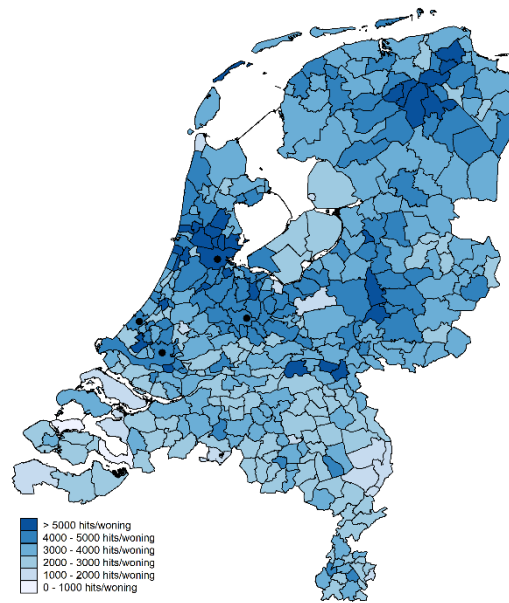 > 5000 hits/woning
4000 - 5000 hits/woning
3000 - 4000 hits/woning
2000 - 3000 hits/woning
1000 - 2000 hits/woning
0 - 1000 hits/woning